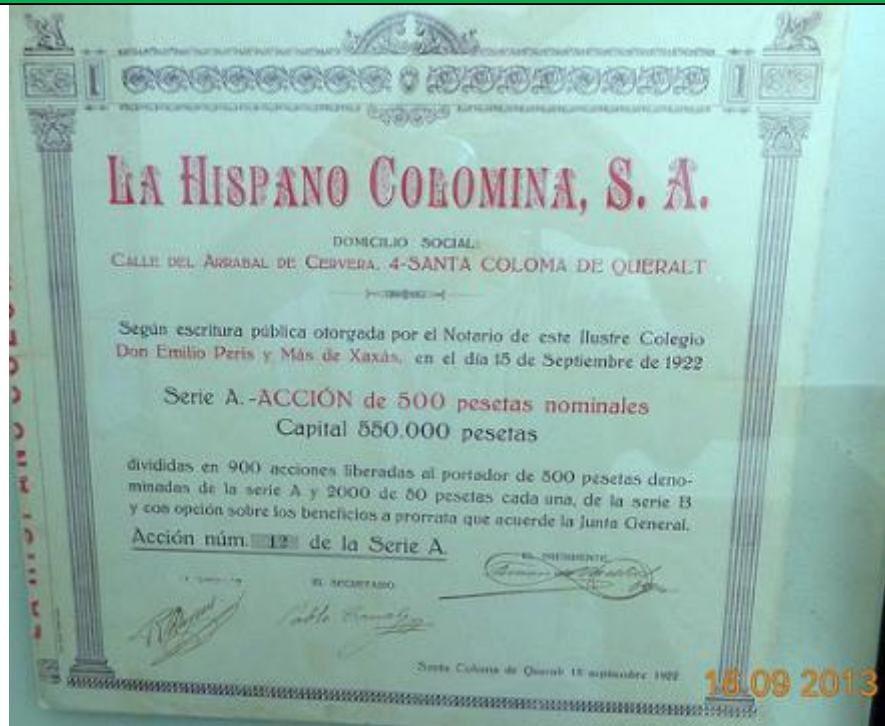 LA HISPANO COLOMINA, S. A.
DOMICILIO SOCIAL:
CALLE DEL ARRABAL DE CERVERA, 4-SANTA COLOMA DE QUERALT
Según escritura pública otorgada por el Notario de este Ilustre Colegio
Don Emilio Peris y Más de Xaxás, en el día 15 de Septiembre de 1922
Serie A.-ACCIÓN de 500 pesetas nominales
Capital 550.000 pesetas
divididas en 900 acciones liberadas al portador de 500 pesetas deno-
minadas de la serie A y 2000 de 50 pesetas cada una, de la serie B
y con opción sobre los beneficios a prorrata que acuerde la Junta General.
Acción núm. 12 de la Serie A.
EL PRESIDENTE
EL SECRETARIO
Pablo
Santa Coloma de Queralt 15 septiembre 1922
18.09 2013